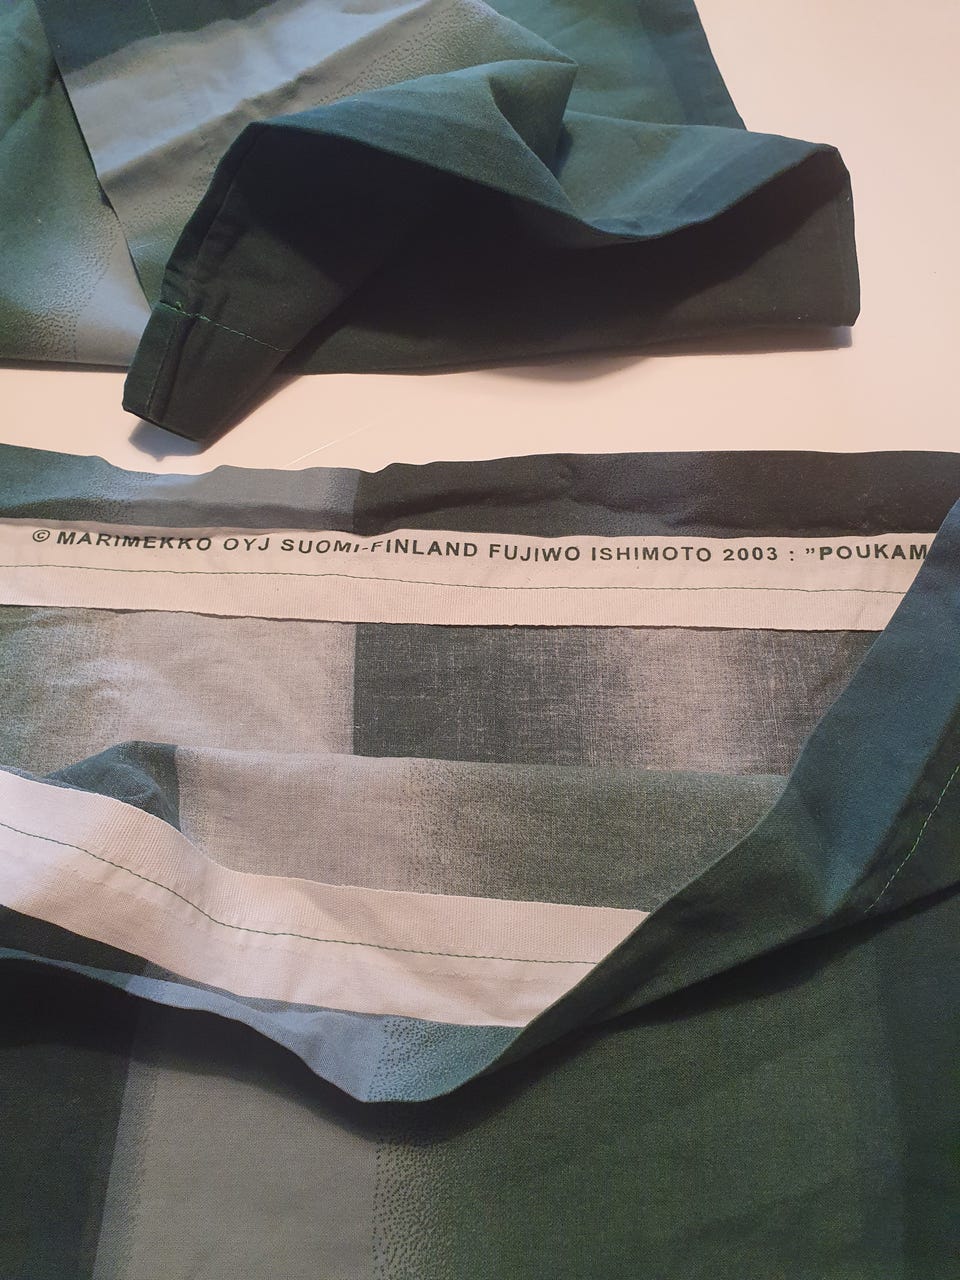 © MARIMEKKO OYJ SUOMI-FINLAND FUJIWO ISHIMOTO 2003 : ”POUKAM